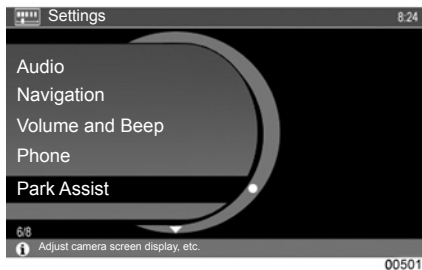 Settings
8:24
Audio
Navigation
Volume and Beep
Phone
Park Assist
6/8
Adjust camera screen display, etc.
00501